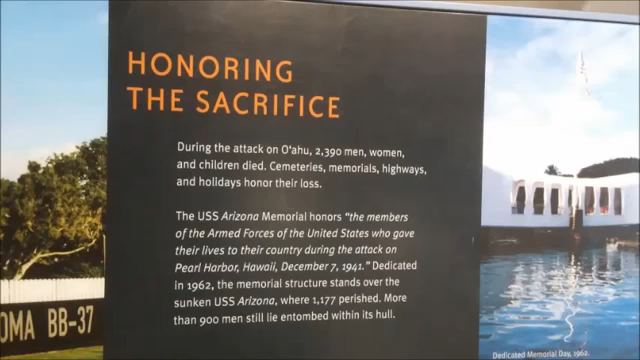 HONORING
THE SACRIFICE
During the attack on Oʻahu, 2,390 men, women,
and children died. Cemeteries, memorials, highways,
and holidays honor their loss.
The USS Arizona Memorial honors "the members
of the Armed Forces of the United States who gave
their lives to their country during the attack on
Pearl Harbor, Hawaii, December 7, 1941." Dedicated
in 1962, the memorial structure stands over the
sunken USS Arizona, where 1,177 perished. More
than 900 men still lie entombed within its hull.
OMA BB-37
Dedicated Memorial Day, 1962.